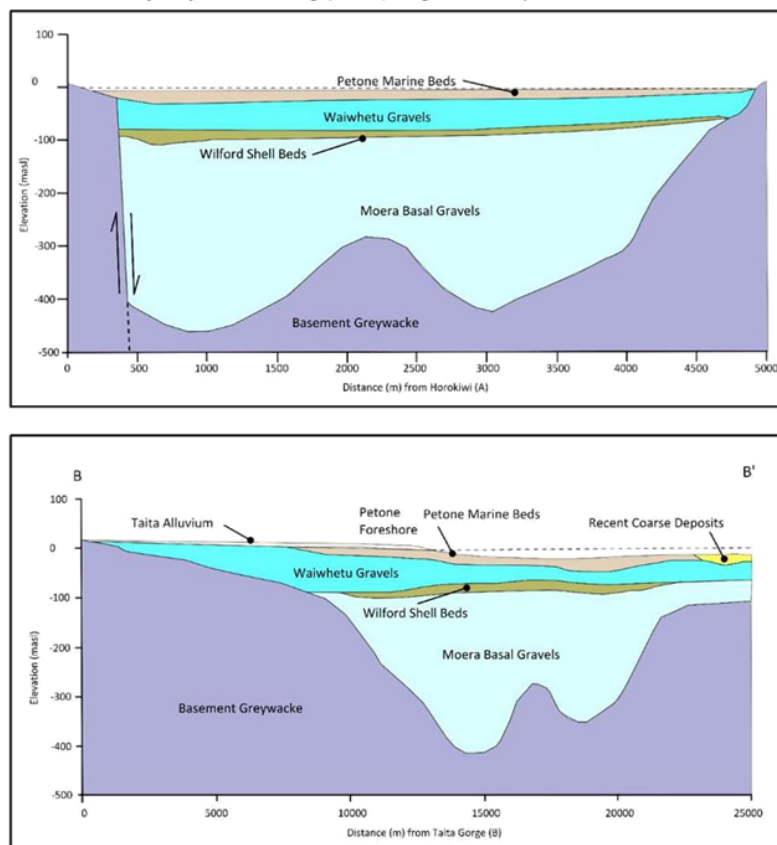 100
0
-100
-200
-300
-400
-500
Elevation (masl)
Petone Marine Beds
Waiwhetu Gravels
Wilford Shell Beds
Moera Basal Gravels
Basement Greywacke
0 500 1000 1500 2000 2500 3000 3500 4000 4500 5000
Distance (m) from Horokiwi (A)
B B'
100
0
-100
-200
-300
-400
-500
Elevation (masl)
Taita Alluvium
Petone
Foreshore
Petone Marine Beds
Recent Coarse Deposits
Waiwhetu Gravels
Wilford Shell Beds
Moera Basal Gravels
Basement Greywacke
0 5000 10000 15000 20000 25000
Distance (m) from Taita Gorge (B)